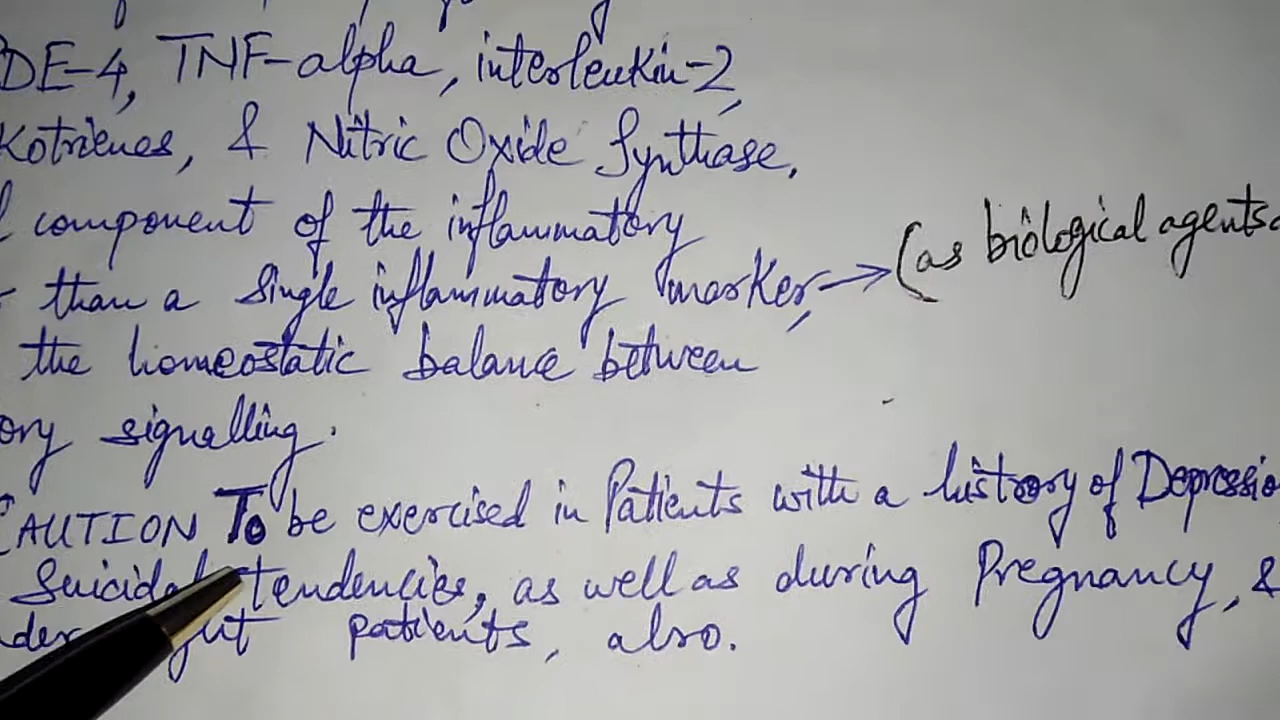 DE-4, TNF-alpha, interleukin-2,
Kotrienes, & Nitric Oxide Synthase,
component of the inflammatory
than a single inflammatory marker, → (as biological agents
the homeostatic balance between
ory signalling.
CAUTION To be exercised in Patients with a history of Depressio
Suicidal tendencies, as well as during Pregnancy, &
patients, also.